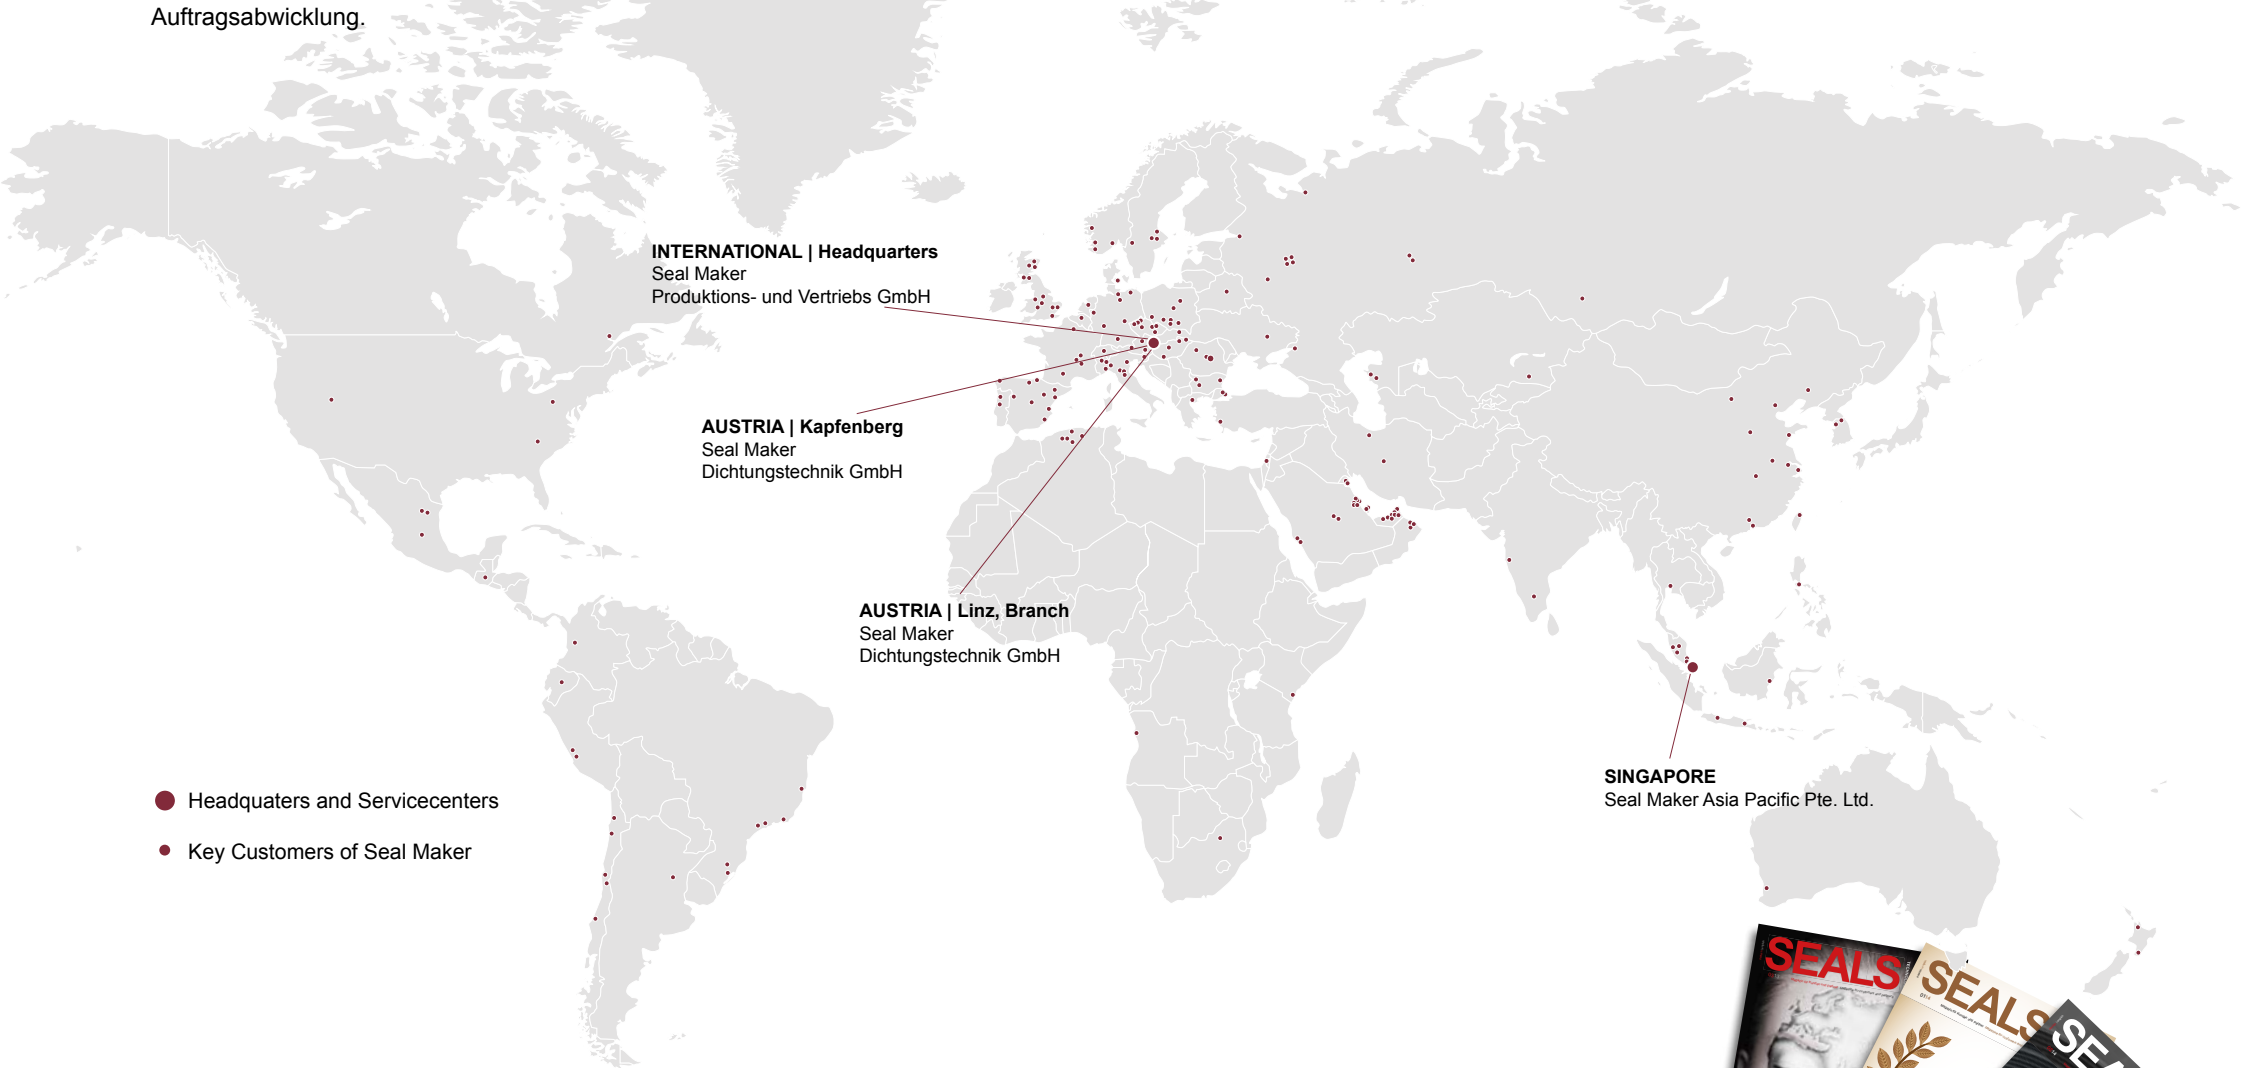 Auftragsabwicklung.
INTERNATIONAL | Headquarters
Seal Maker
Produktions- und Vertriebs GmbH
AUSTRIA | Kapfenberg
Seal Maker
Dichtungstechnik GmbH
AUSTRIA | Linz, Branch
Seal Maker
Dichtungstechnik GmbH
SINGAPORE
Seal Maker Asia Pacific Pte. Ltd.
Headquaters and Servicecenters
Key Customers of Seal Maker
SEALS
SEALS